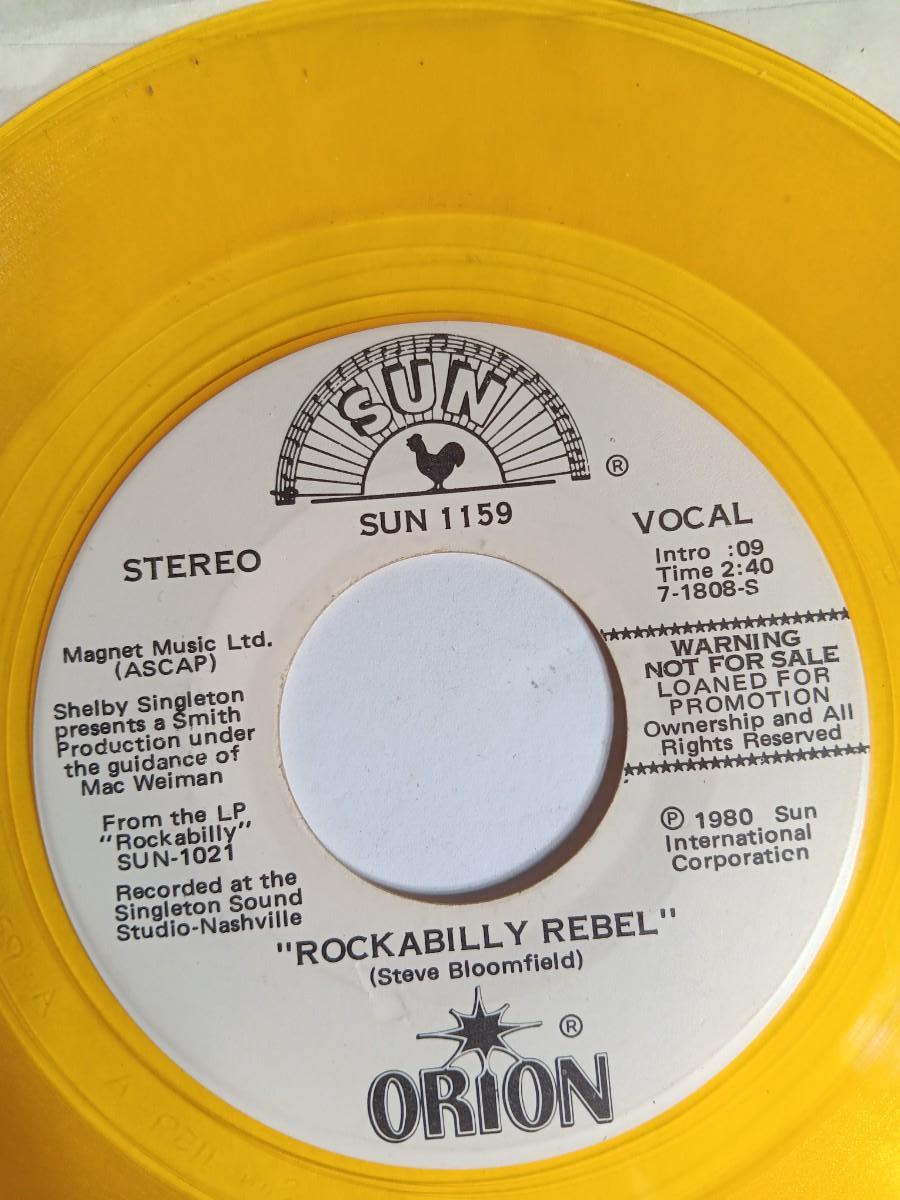 SUN
®
SUN 1159
STEREO
VOCAL
Intro :09
Time 2:40
7-1808-S
Magnet Music Ltd.
(ASCAP)
Shelby Singleton
presents a Smith
Production under
the guidance of
Mac Weiman
From the LP
"Rockabilly"
SUN-1021
Recorded at the
Singleton Sound
Studio-Nashville
★★★★★★★★★★★★★★★★★★★★★★★★★
WARNING
NOT FOR SALE
LOANED FOR
PROMOTION
Ownership and All
Rights Reserved
★★★★★★★★★★★★★★★★★★★★★★★★★
Ⓟ 1980 Sun
International
Corporation
"ROCKABILLY REBEL"
(Steve Bloomfield)
®
ORION